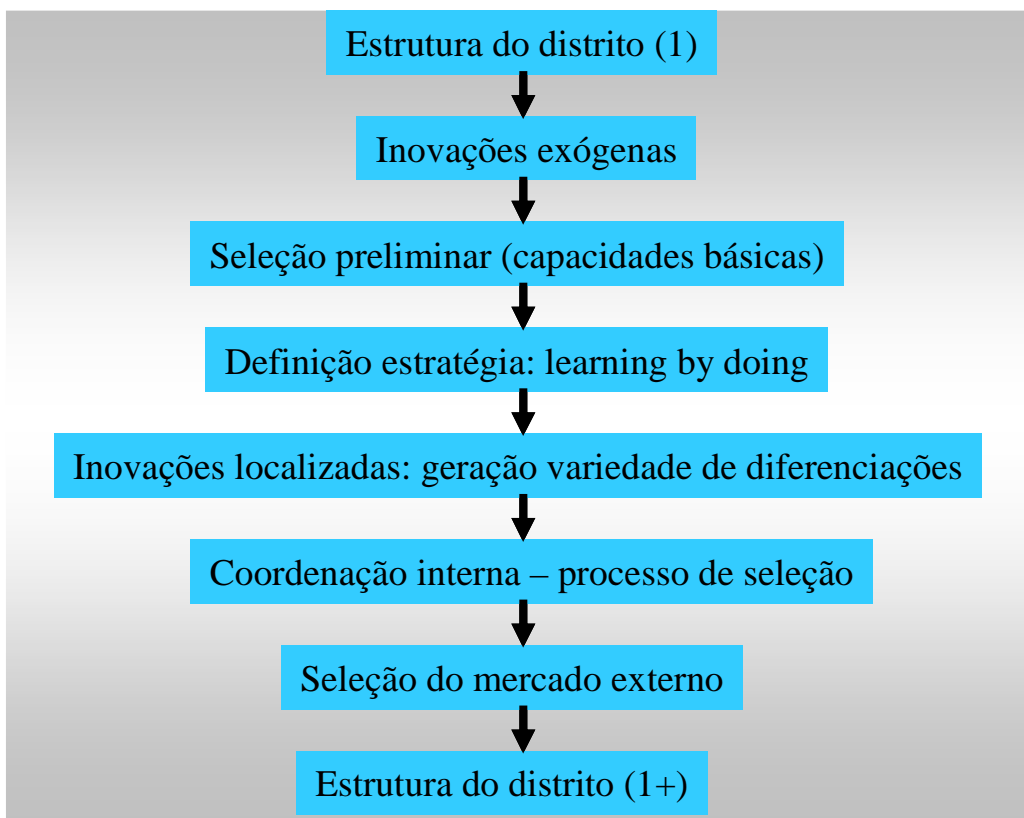 Estrutura do distrito (1)
Inovações exógenas
Seleção preliminar (capacidades básicas)
Definição estratégia: learning by doing
Inovações localizadas: geração variedade de diferenciações
Coordenação interna – processo de seleção
Seleção do mercado externo
Estrutura do distrito (1+)